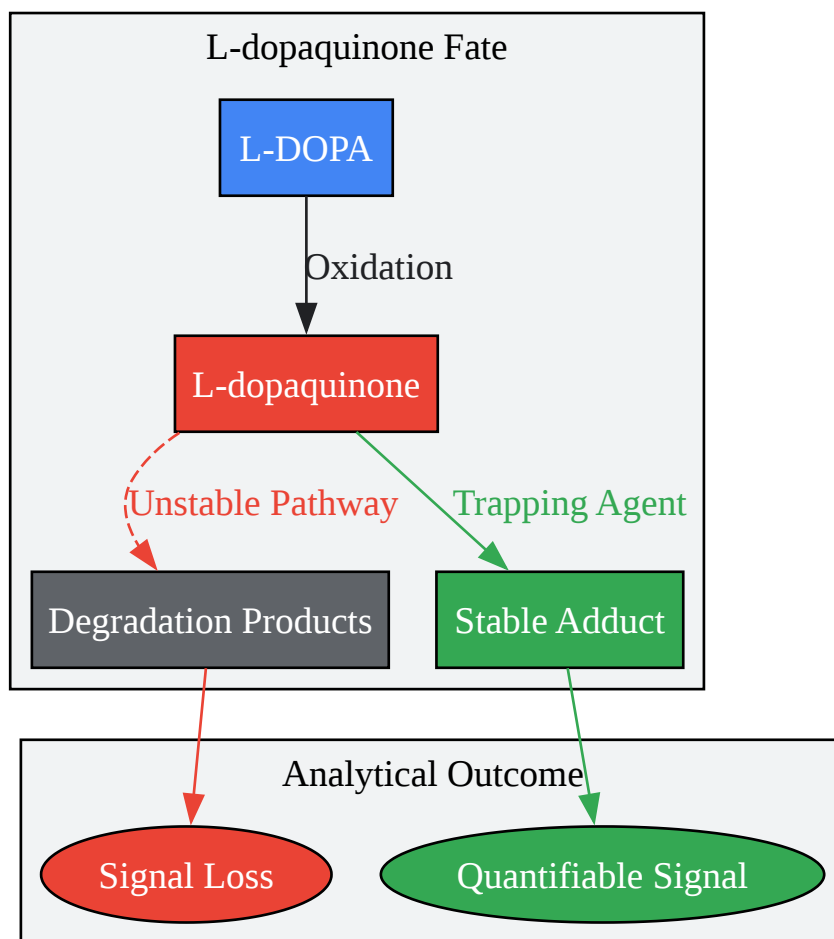 L-dopaquinone Fate
L-DOPA
Oxidation
L-dopaquinone
Unstable Pathway
Trapping Agent
Degradation Products
Stable Adduct
Analytical Outcome
Signal Loss
Quantifiable Signal